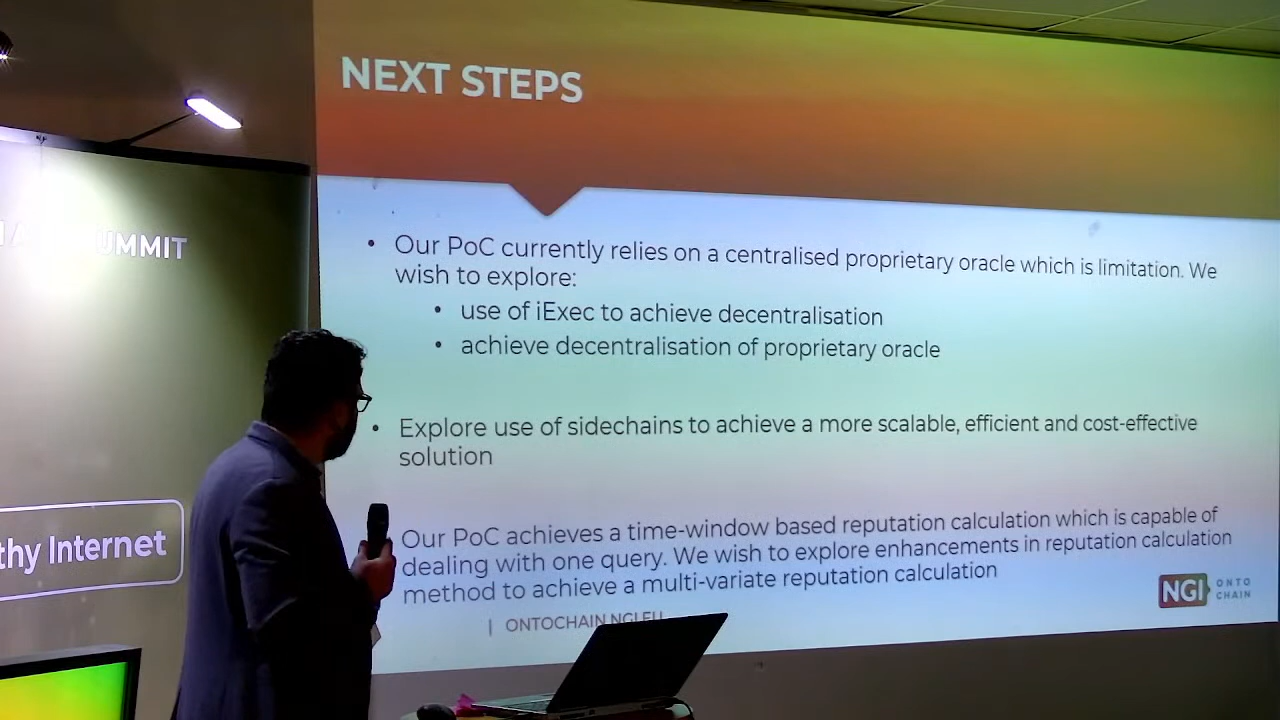 NEXT STEPS
• Our PoC currently relies on a centralised proprietary oracle which is limitation. We
wish to explore:
• use of iExec to achieve decentralisation
• achieve decentralisation of proprietary oracle
• Explore use of sidechains to achieve a more scalable, efficient and cost-effective
solution
Our PoC achieves a time-window based reputation calculation which is capable of
dealing with one query. We wish to explore enhancements in reputation calculation
method to achieve a multi-variate reputation calculation
| ONTOCHAIN.NGI.EU
NGI ONTO
CHAIN
UMMIT
thy Internet